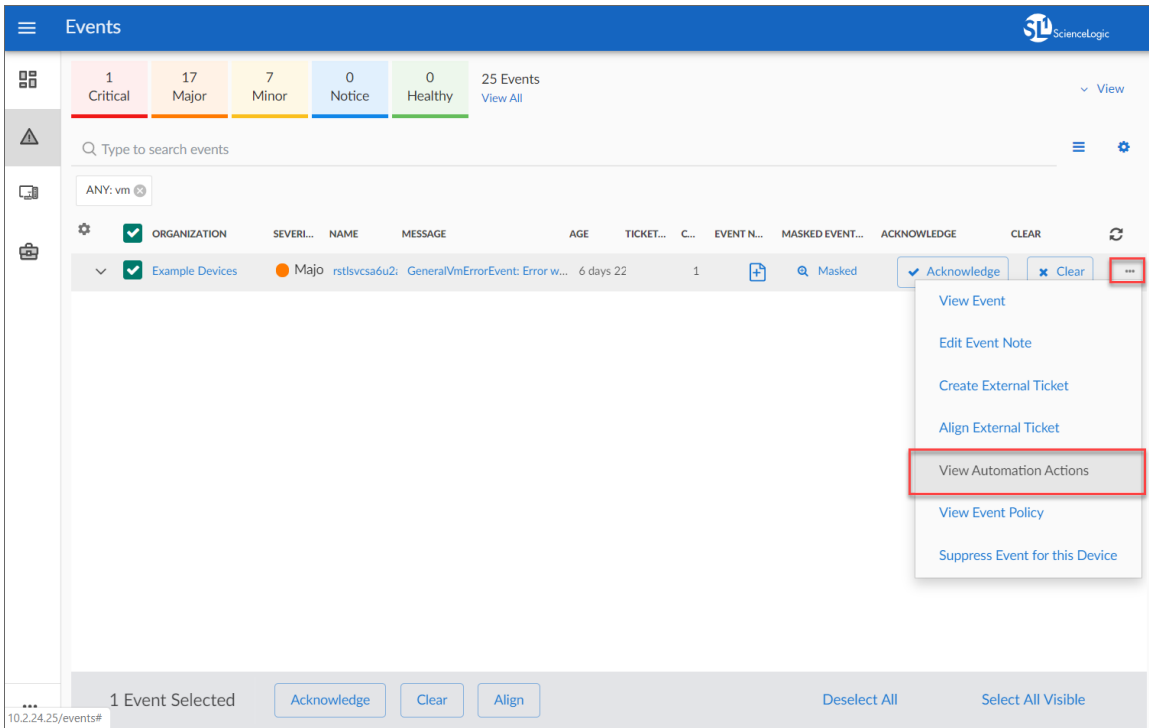 Events
SL1 ScienceLogic
1 17 7 0 0 25 Events
Critical Major Minor Notice Healthy View All
View
Type to search events
ANY: vm
ORGANIZATION SEVERI... NAME MESSAGE AGE TICKET... C... EVENT N... MASKED EVENT... ACKNOWLEDGE CLEAR
Example Devices Majo rstlsvcsa6u2: GeneralVmErrorEvent: Error w... 6 days 22 1 Masked Acknowledge Clear ...
View Event
Edit Event Note
Create External Ticket
Align External Ticket
View Automation Actions
View Event Policy
Suppress Event for this Device
1 Event Selected Acknowledge Clear Align Deselect All Select All Visible
10.2.24.25/events#